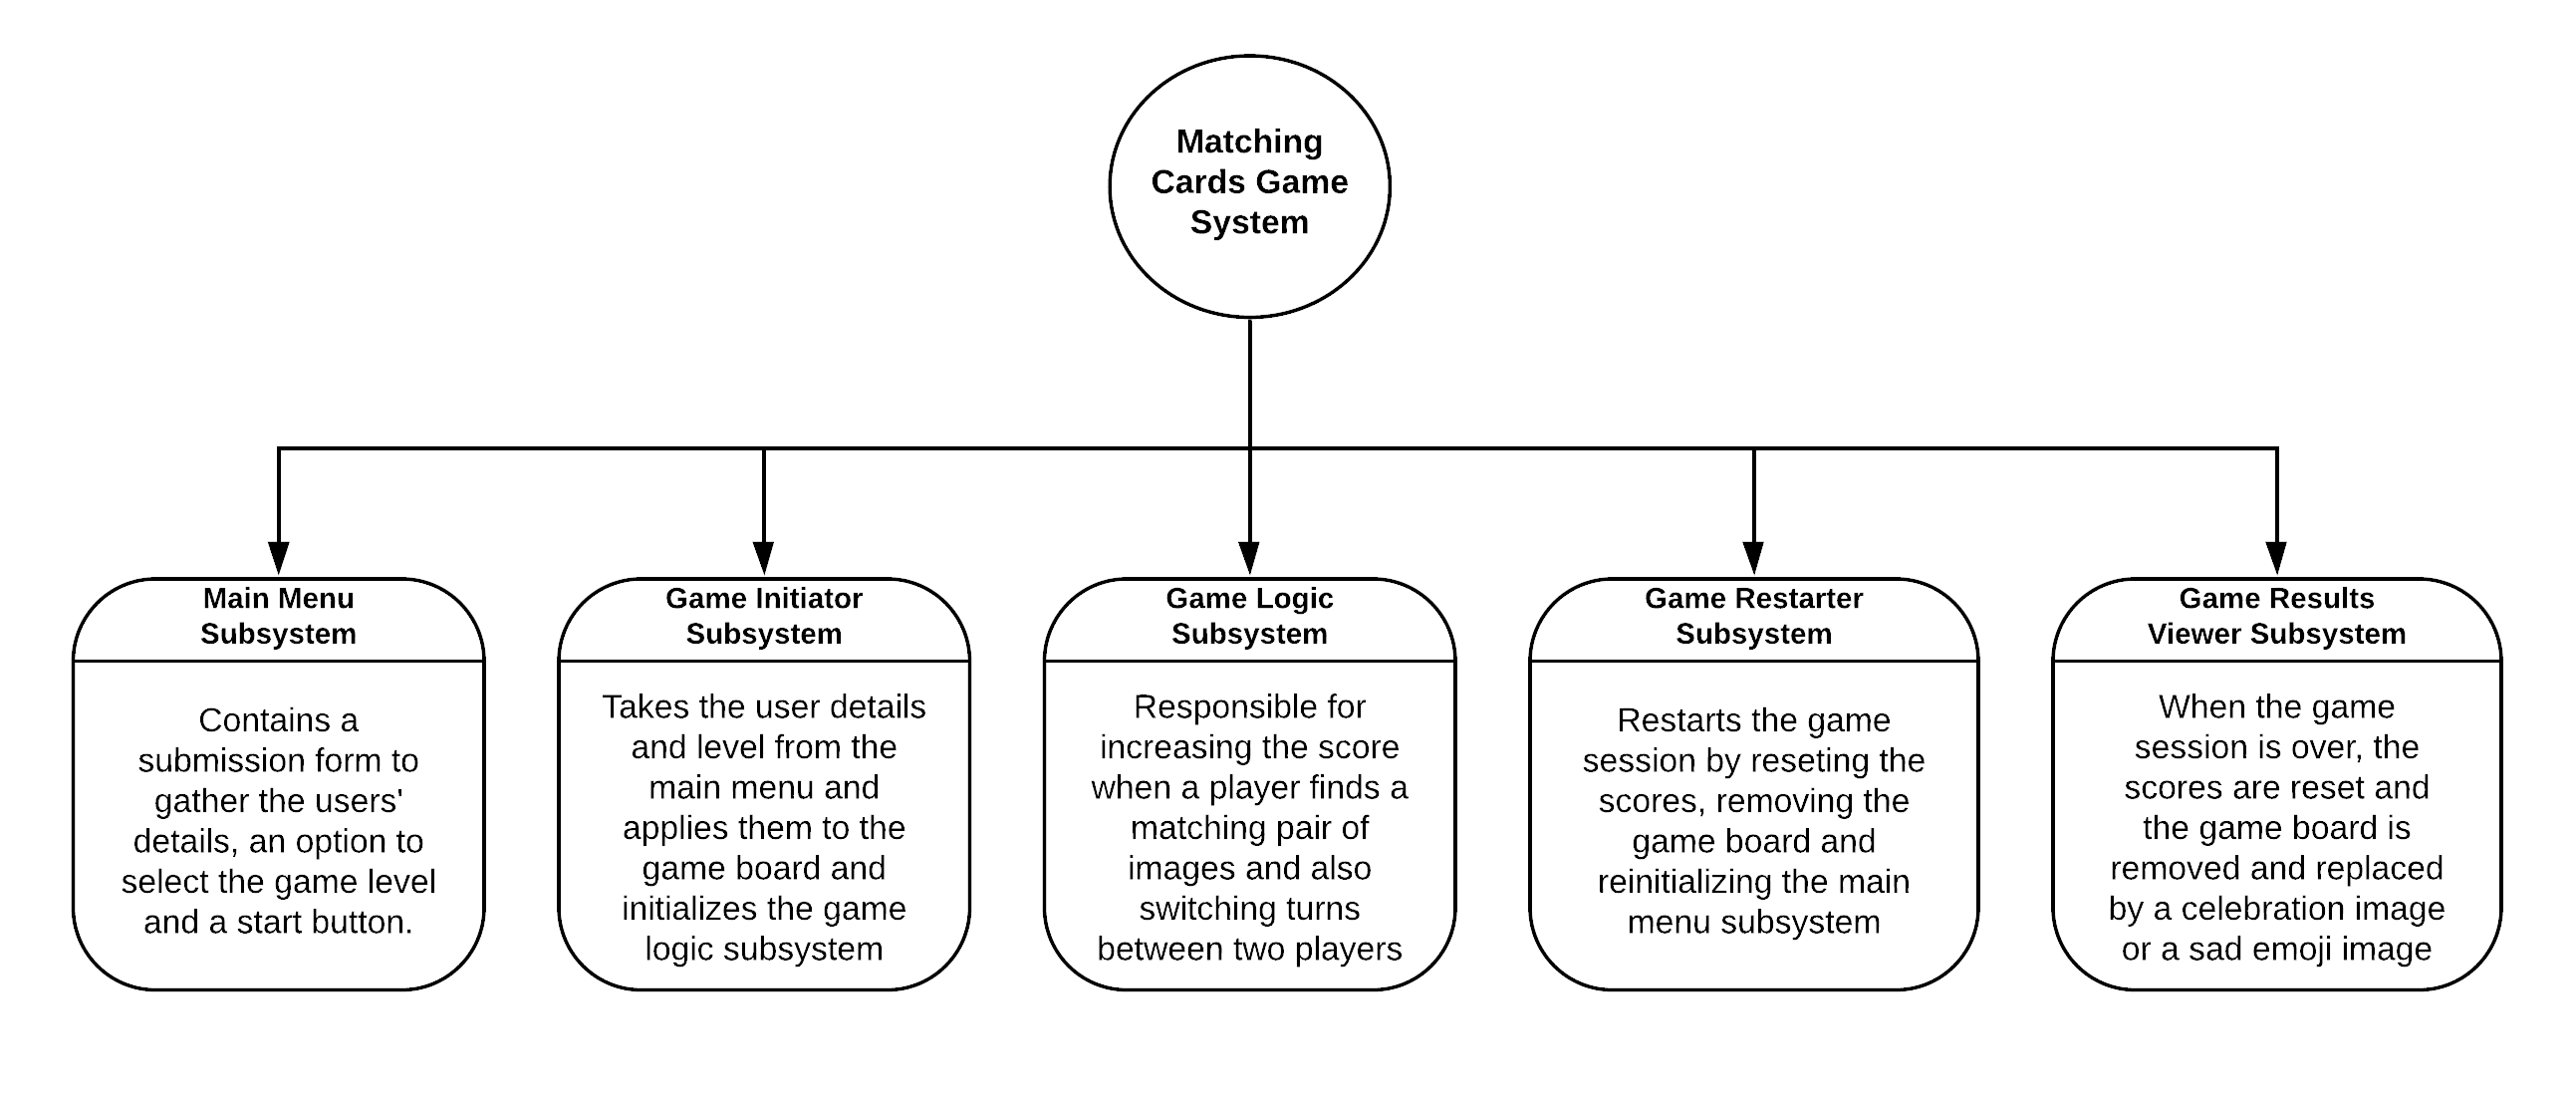 Matching
Cards Game
System
Main Menu
Subsystem
Contains a
submission form to
gather the users'
details, an option to
select the game level
and a start button.
Game Initiator
Subsystem
Takes the user details
and level from the
main menu and
applies them to the
game board and
initializes the game
logic subsystem
Game Logic
Subsystem
Responsible for
increasing the score
when a player finds a
matching pair of
images and also
switching turns
between two players
Game Restarter
Subsystem
Restarts the game
session by reseting the
scores, removing the
game board and
reinitializing the main
menu subsystem
Game Results
Viewer Subsystem
When the game
session is over, the
scores are reset and
the game board is
removed and replaced
by a celebration image
or a sad emoji image